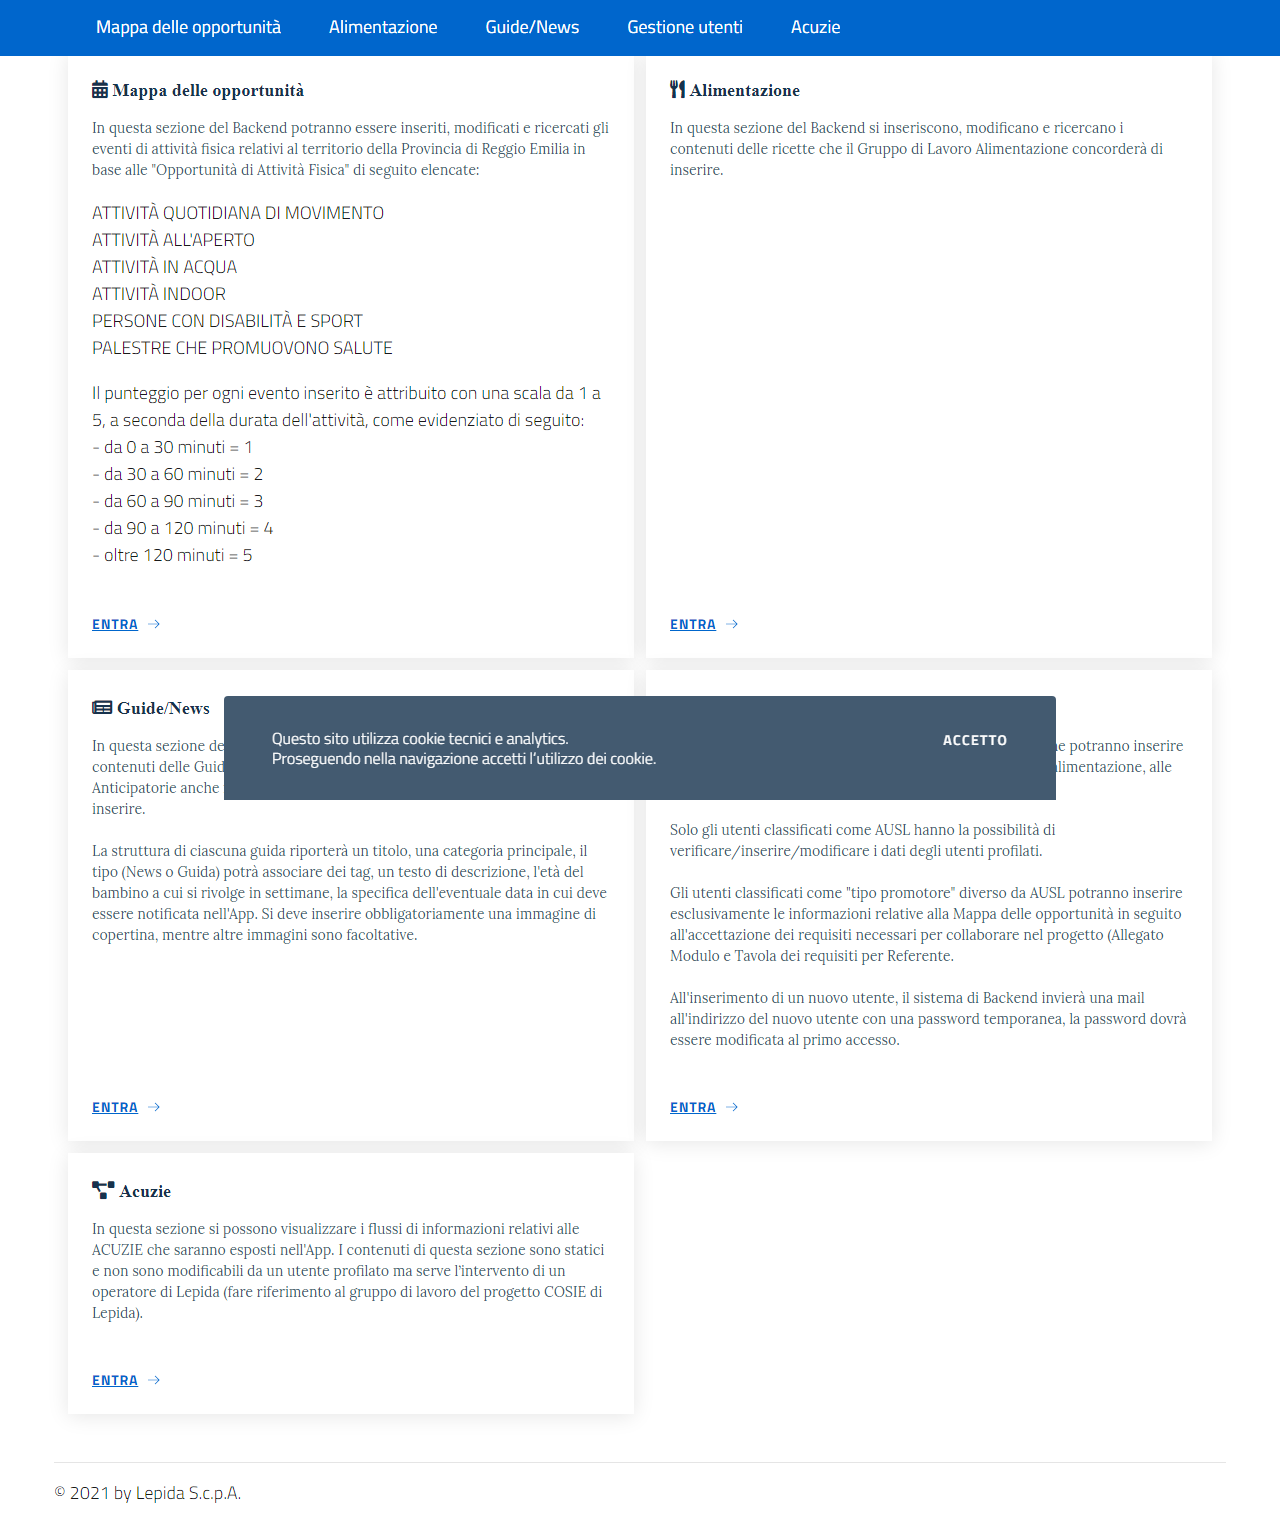 Mappa delle opportunità Alimentazione Guide/News Gestione utenti Acuzie
Mappa delle opportunità
In questa sezione del Backend potranno essere inseriti, modificati e ricercati gli
eventi di attività fisica relativi al territorio della Provincia di Reggio Emilia in
base alle "Opportunità di Attività Fisica" di seguito elencate:
ATTIVITÀ QUOTIDIANA DI MOVIMENTO
ATTIVITÀ ALL'APERTO
ATTIVITÀ IN ACQUA
ATTIVITÀ INDOOR
PERSONE CON DISABILITÀ E SPORT
PALESTRE CHE PROMUOVONO SALUTE
Il punteggio per ogni evento inserito è attribuito con una scala da 1 a
5, a seconda della durata dell'attività, come evidenziato di seguito:
- da 0 a 30 minuti = 1
- da 30 a 60 minuti = 2
- da 60 a 90 minuti = 3
- da 90 a 120 minuti = 4
- oltre 120 minuti = 5
ENTRA
Alimentazione
In questa sezione del Backend si inseriscono, modificano e ricercano i
contenuti delle ricette che il Gruppo di Lavoro Alimentazione concorderà di
inserire.
ENTRA
Guide/News
In questa sezione
contenuti delle
Anticipatorie anche
inserire.
La struttura di ciascuna guida riporterà un titolo, una categoria principale, il
tipo (News o Guida) potrà associare dei tag, un testo di descrizione, l'età del
bambino a cui si rivolge in settimane, la specifica dell'eventuale data in cui deve
essere notificata nell'App. Si deve inserire obbligatoriamente una immagine di
copertina, mentre altre immagini sono facoltative.
ENTRA
potranno inserire
alle
Solo gli utenti classificati come AUSL hanno la possibilità di
verificare/inserire/modificare i dati degli utenti profilati.
Gli utenti classificati come "tipo promotore" diverso da AUSL potranno inserire
esclusivamente le informazioni relative alla Mappa delle opportunità in seguito
all'accettazione dei requisiti necessari per collaborare nel progetto (Allegato
Modulo e Tavola dei requisiti per Referente.
All'inserimento di un nuovo utente, il sistema di Backend invierà una mail
all'indirizzo del nuovo utente con una password temporanea, la password dovrà
essere modificata al primo accesso.
ENTRA
Questo sito utilizza cookie tecnici e analytics.
Proseguendo nella navigazione accetti l'utilizzo dei cookie.
ACCETTO
Acuzie
In questa sezione si possono visualizzare i flussi di informazioni relativi alle
ACUZIE che saranno esposti nell'App. I contenuti di questa sezione sono statici
e non sono modificabili da un utente profilato ma serve l'intervento di un
operatore di Lepida (fare riferimento al gruppo di lavoro del progetto COSIE di
Lepida).
ENTRA
© 2021 by Lepida S.c.p.A.